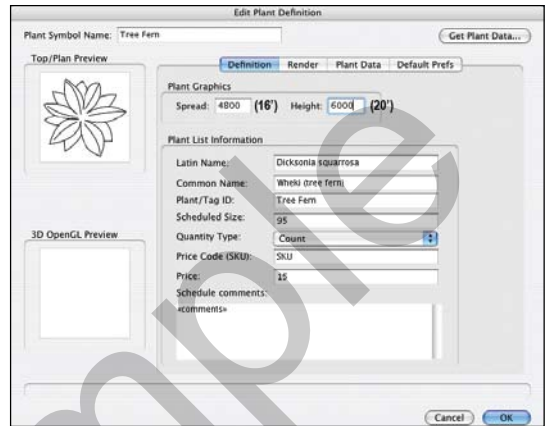 Edit Plant Definition
Plant Symbol Name: Tree Fern
Get Plant Data...
Top/Plan Preview
Definition Render Plant Data Default Prefs
Plant Graphics
Spread: 4800 (16') Height: 6000 (20')
Plant List Information
Latin Name: Dicksonia squarrosa
Common Name: Wheki (tree fern)
Plant/Tag ID: Tree Fern
Scheduled Size: 95
3D OpenGL Preview
Quantity Type: Count
Price Code (SKU): SKU
Price: 15
Schedule comments:
«comments»
Cancel OK
mple